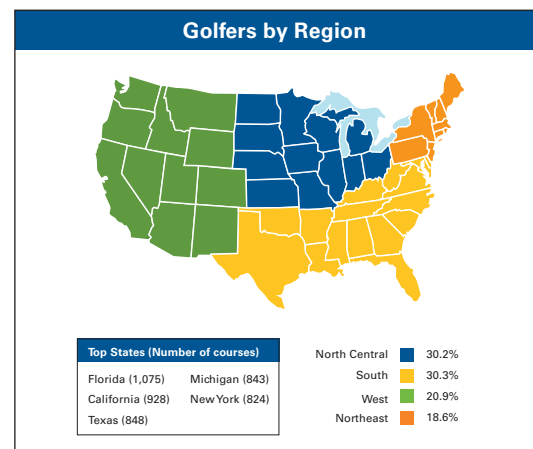 Golfers by Region
Top States (Number of courses)
Florida (1,075) Michigan (843)
California (928) New York (824)
Texas (848)
North Central 30.2%
South 30.3%
West 20.9%
Northeast 18.6%